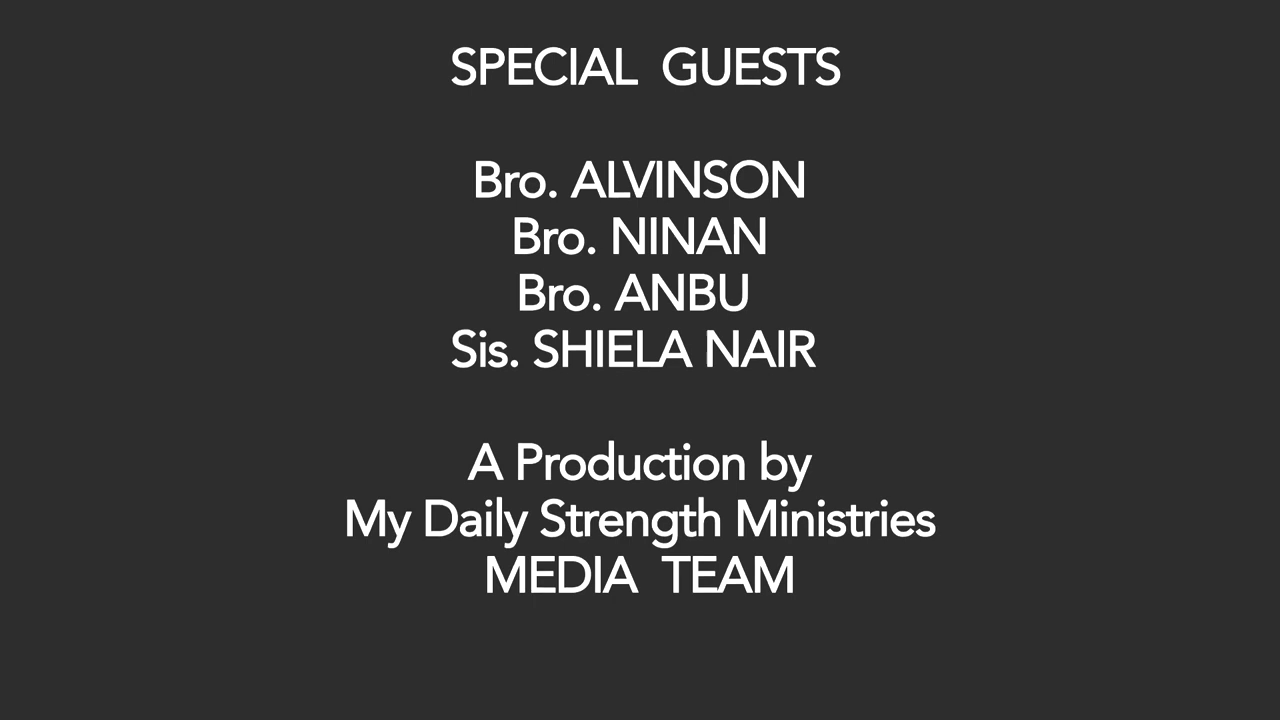 SPECIAL GUESTS
Bro. ALVINSON
Bro. NINAN
Bro. ANBU
Sis. SHIELA NAIR
A Production by
My Daily Strength Ministries
MEDIA TEAM